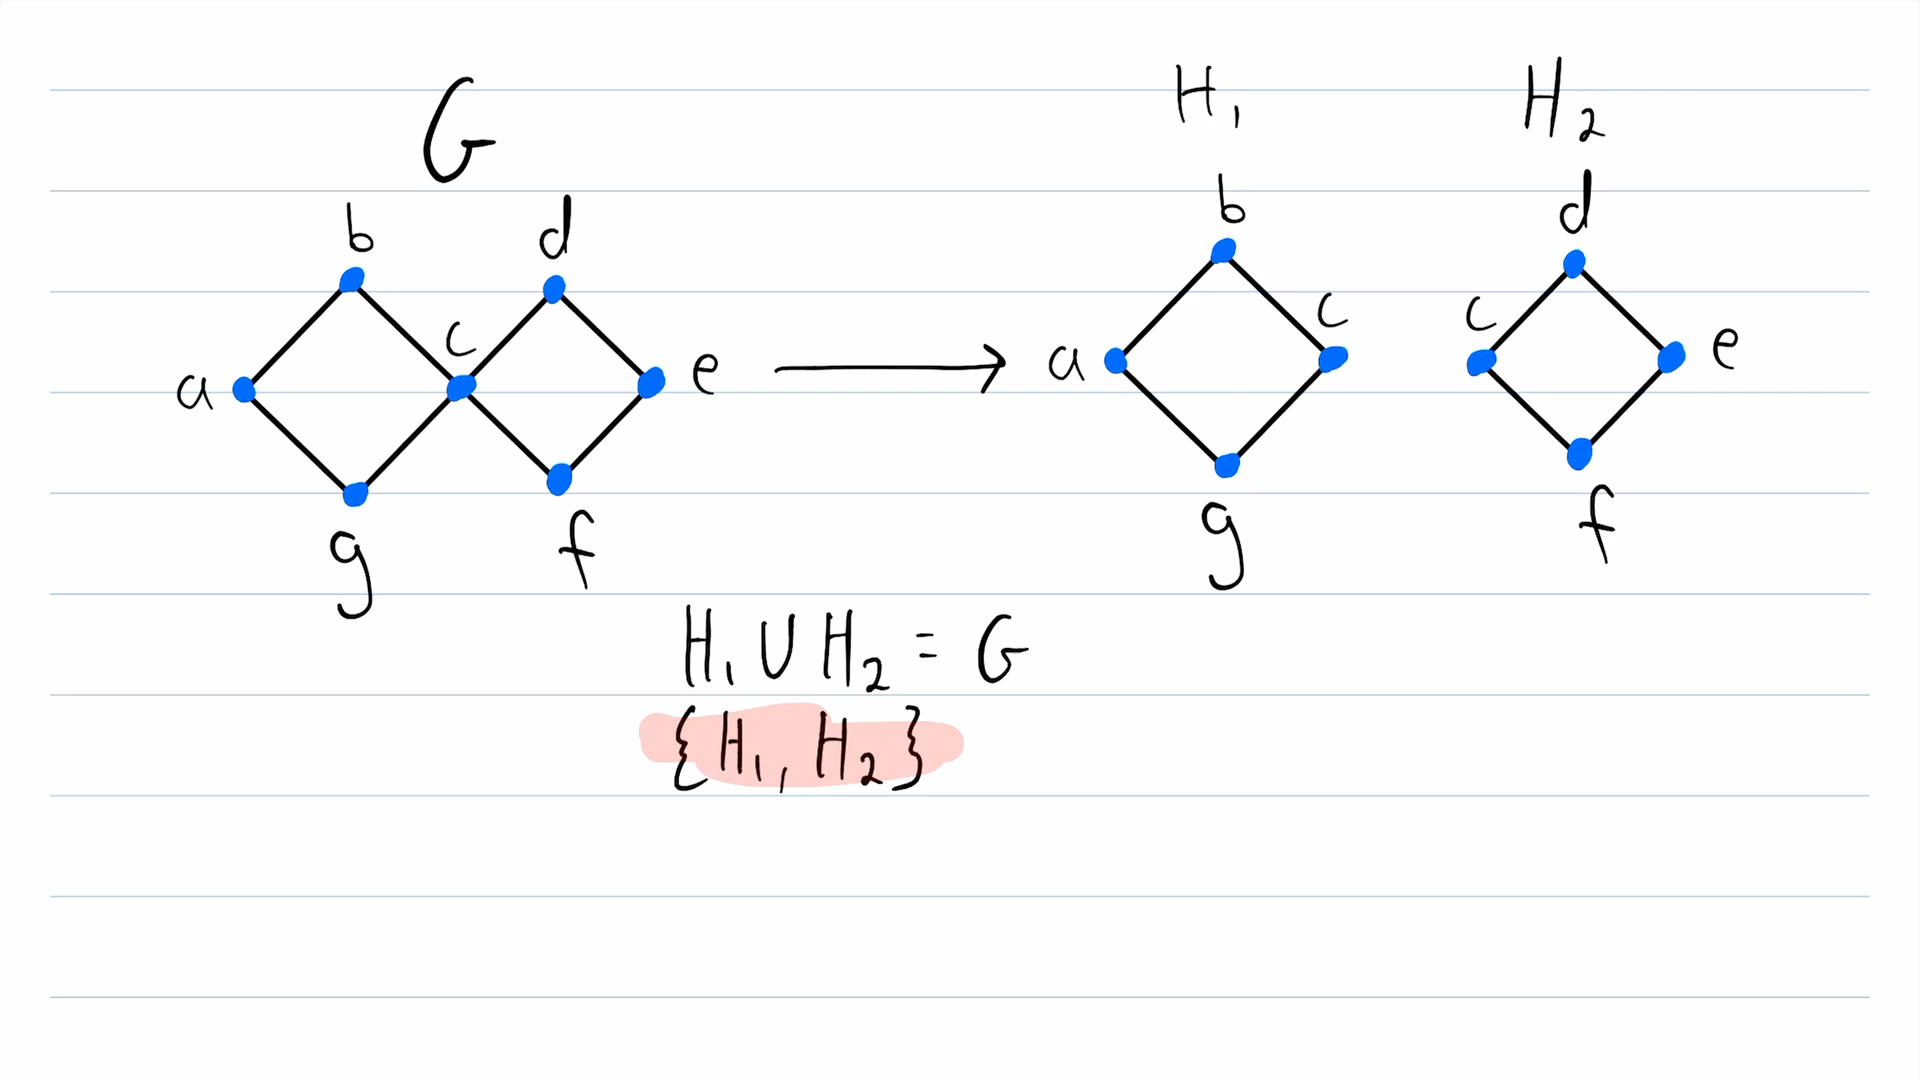 G
H₁ H₂
b d
b d
c
c c
a e
a e
g f
g f
H₁ ∪ H₂ = G
{H₁, H₂}